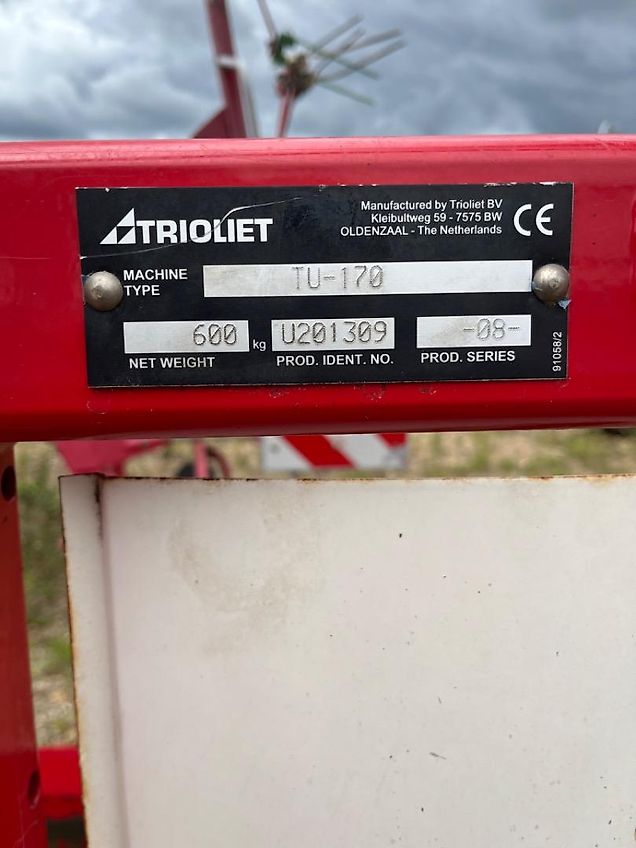 TRIOLIET
Manufactured by Trioliet BV
Kleibultweg 59 - 7575 BW
OLDENZAAL - The Netherlands
CE
MACHINE TYPE
TU-170
600 kg
NET WEIGHT
U201309
PROD. IDENT. NO.
-08-
PROD. SERIES
91058/2